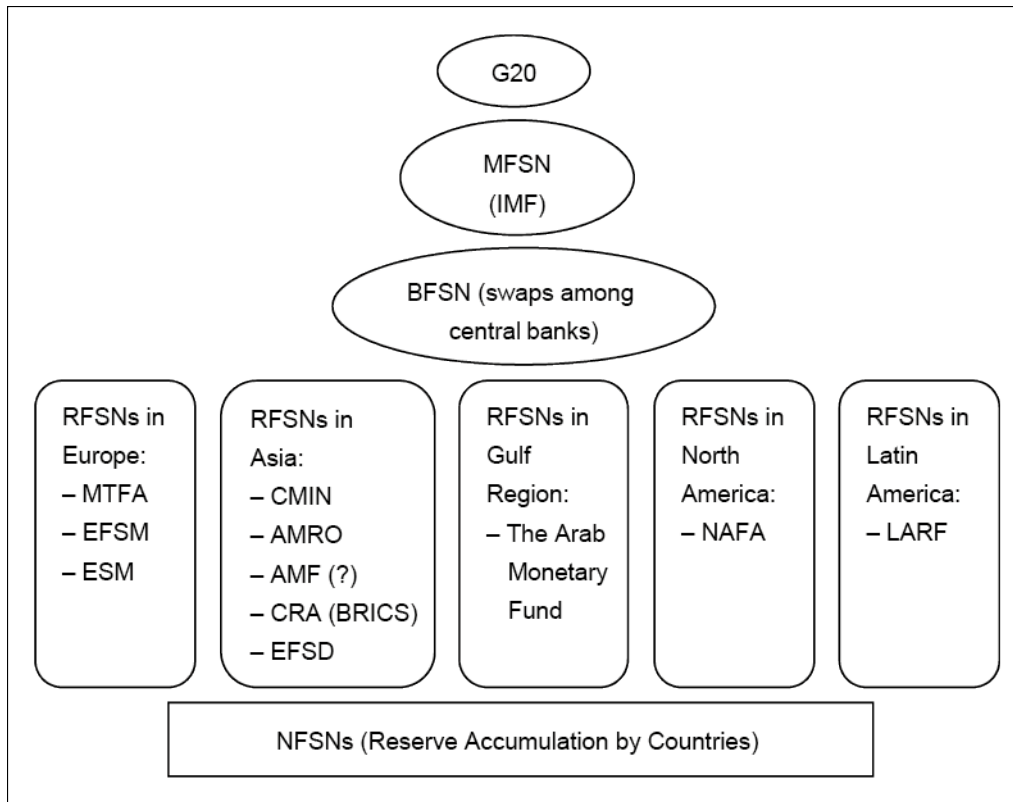 G20
MFSN
(IMF)
BFSN (swaps among
central banks)
RFSNs in
Europe:
– MTFA
– EFSM
– ESM
RFSNs in
Asia:
– CMIN
– AMRO
– AMF (?)
– CRA (BRICS)
– EFSD
RFSNs in
Gulf
Region:
– The Arab
Monetary
Fund
RFSNs in
North
America:
– NAFA
RFSNs in
Latin
America:
– LARF
NFSNs (Reserve Accumulation by Countries)